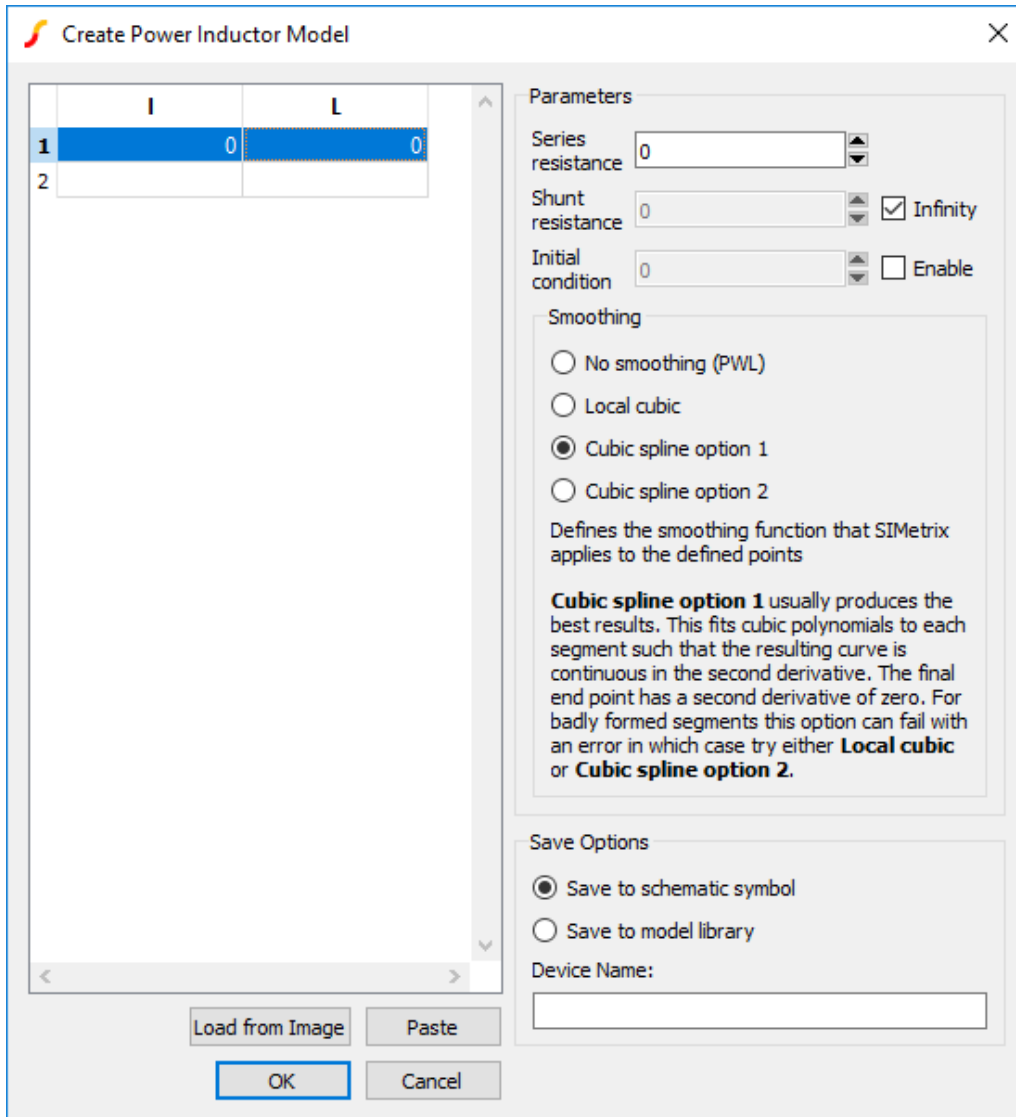 Create Power Inductor Model
I L
1 0 0
2
Load from Image Paste
OK Cancel
Parameters
Series
resistance
0
Shunt
resistance
0
Infinity
Initial
condition
0
Enable
Smoothing
No smoothing (PWL)
Local cubic
Cubic spline option 1
Cubic spline option 2
Defines the smoothing function that SIMetrix
applies to the defined points
Cubic spline option 1 usually produces the
best results. This fits cubic polynomials to each
segment such that the resulting curve is
continuous in the second derivative. The final
end point has a second derivative of zero. For
badly formed segments this option can fail with
an error in which case try either Local cubic
or Cubic spline option 2.
Save Options
Save to schematic symbol
Save to model library
Device Name: